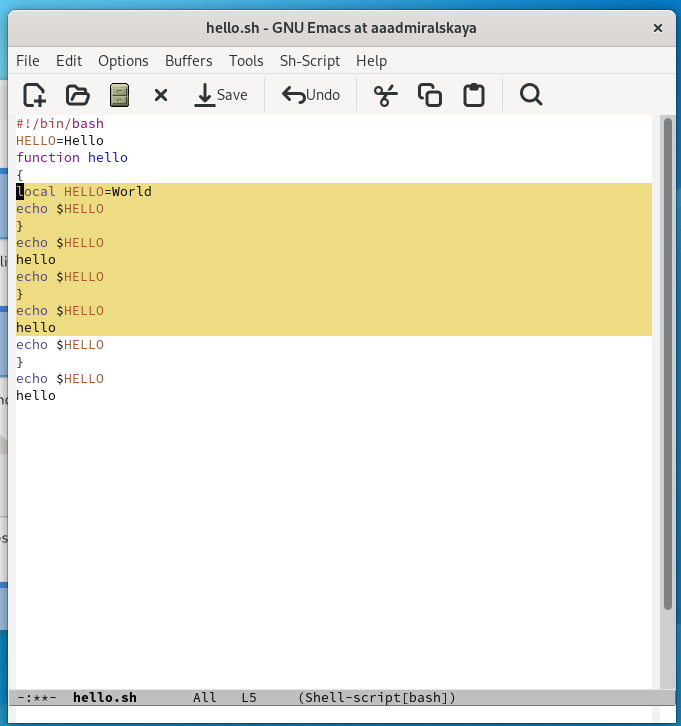 hello.sh - GNU Emacs at aaadmiralskaya ×
File Edit Options Buffers Tools Sh-Script Help
Save Undo
#!/bin/bash
HELLO=Hello
function hello
{
local HELLO=World
echo $HELLO
}
echo $HELLO
hello
echo $HELLO
}
echo $HELLO
hello
echo $HELLO
}
echo $HELLO
hello
-:**- hello.sh All L5 (Shell-script[bash])